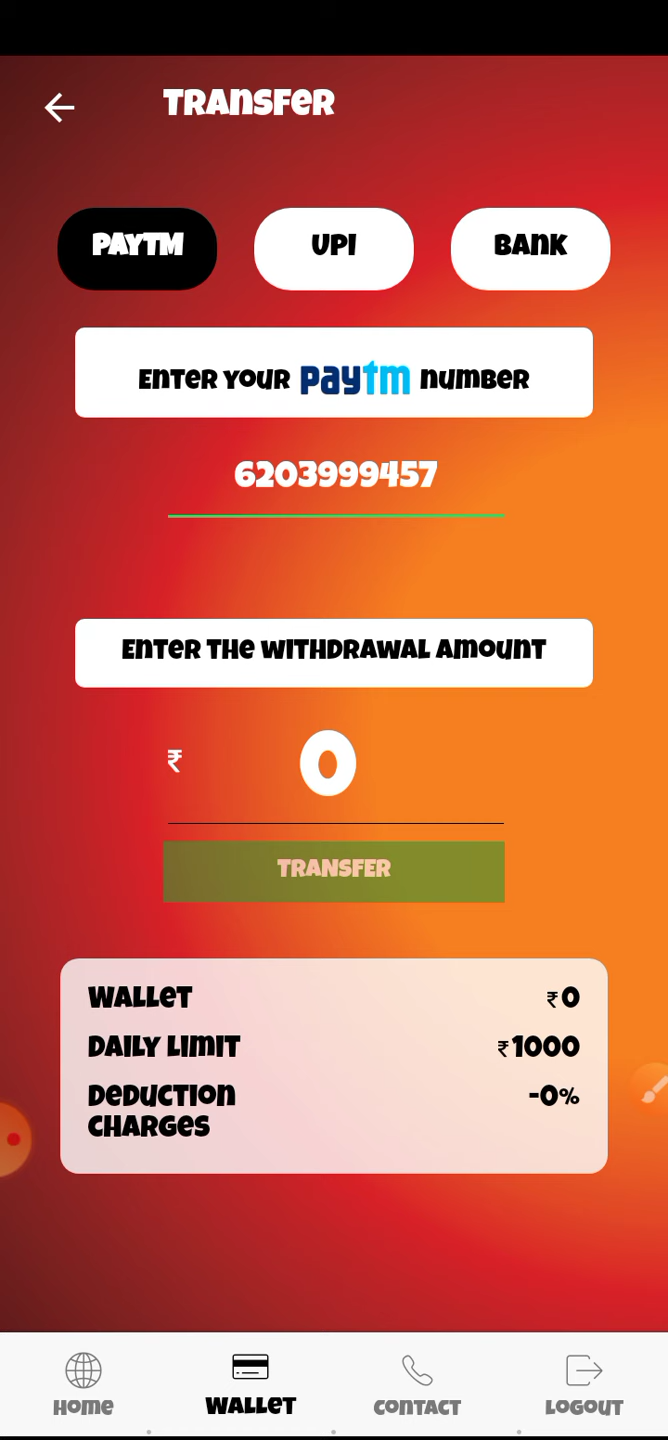 Transfer
PAYTM UPI BANK
Enter your paytm number
6203999457
Enter the withdrawal amount
₹ 0
TRANSFER
Wallet ₹0
Daily Limit ₹1000
Deduction -0%
Charges
Home Wallet Contact Logout